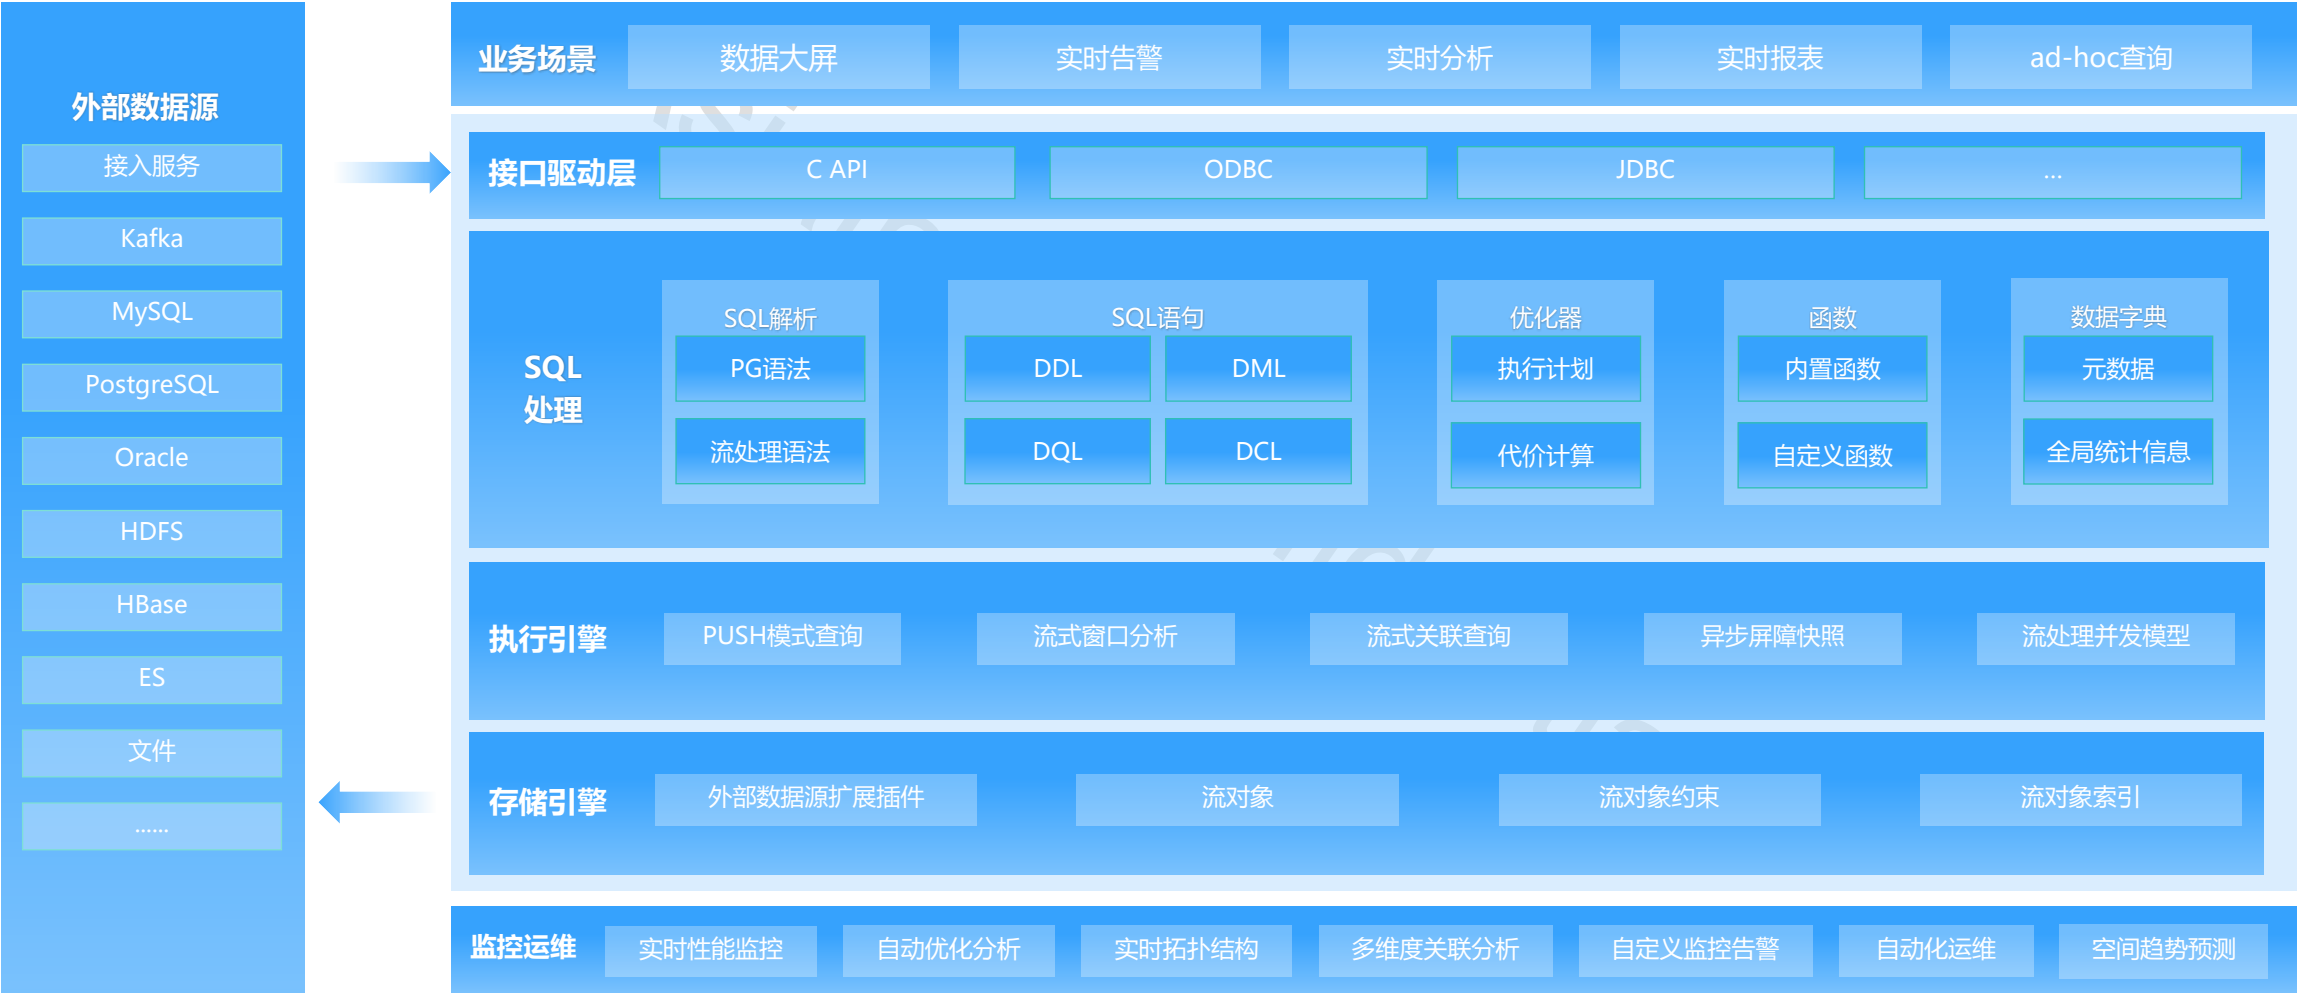 外部数据源
接入服务
Kafka
MySQL
PostgreSQL
Oracle
HDFS
HBase
ES
文件
......
业务场景
数据大屏
实时告警
实时分析
实时报表
ad-hoc查询
接口驱动层
C API
ODBC
JDBC
...
SQL
处理
SQL解析
PG语法
流处理语法
SQL语句
DDL
DML
DQL
DCL
优化器
执行计划
代价计算
函数
内置函数
自定义函数
数据字典
元数据
全局统计信息
执行引擎
PUSH模式查询
流式窗口分析
流式关联查询
异步屏障快照
流处理并发模型
存储引擎
外部数据源扩展插件
流对象
流对象约束
流对象索引
监控运维
实时性能监控
自动优化分析
实时拓扑结构
多维度关联分析
自定义监控告警
自动化运维
空间趋势预测